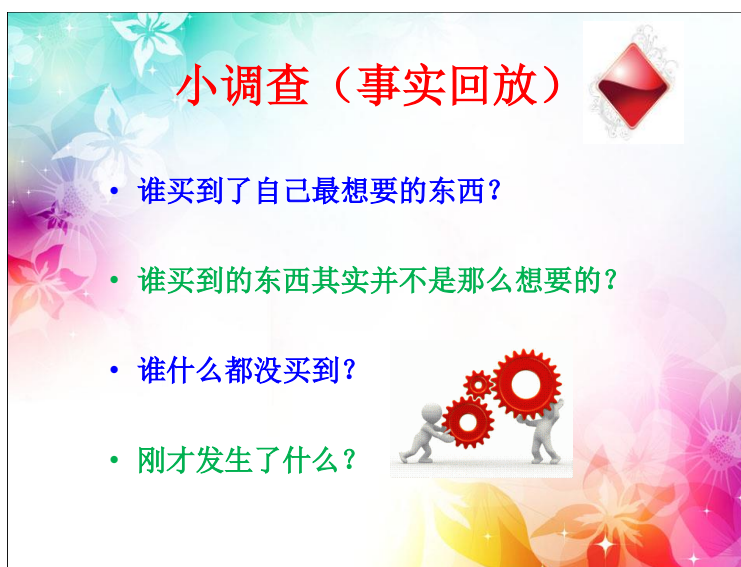 小调查（事实回放）
• 谁买到了自己最想要的东西？
• 谁买到的东西其实并不是那么想要的？
• 谁什么都没买到？
• 刚才发生了什么？